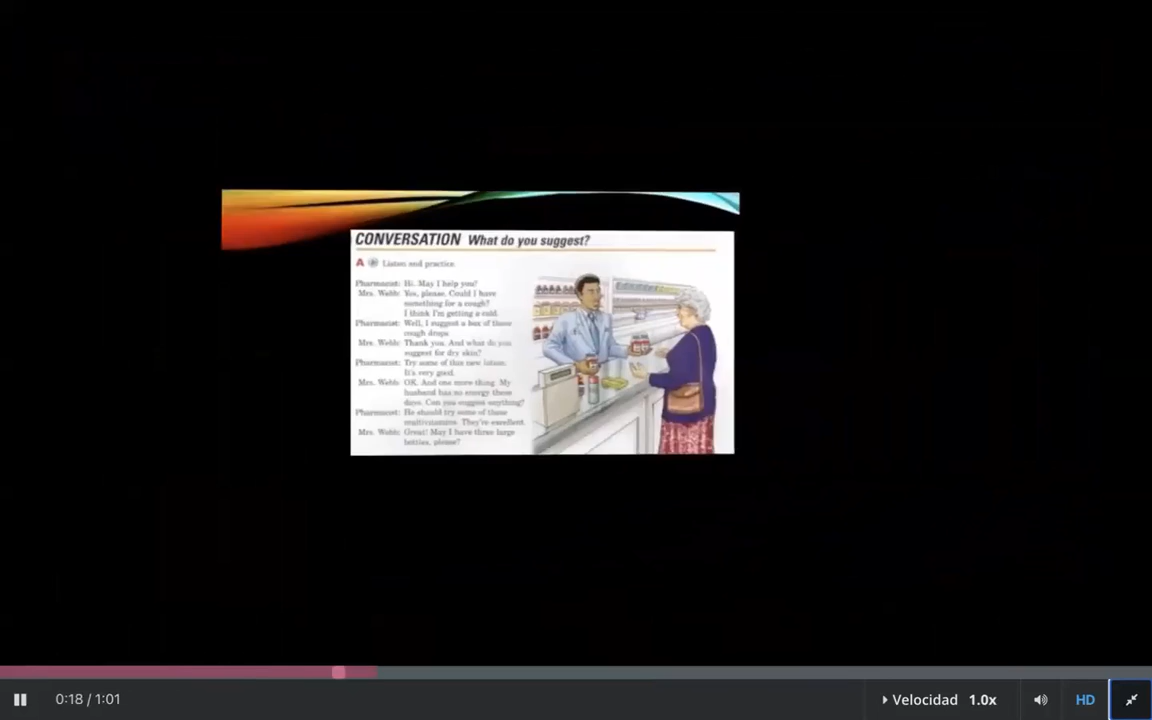 CONVERSATION What do you suggest?
A Listen and practice.
Pharmacist: Hi. May I help you?
Mrs. Webb: Yes, please. Could I have
something for a cough?
I think I'm getting a cold.
Pharmacist: Well, I suggest a box of these
cough drops.
Mrs. Webb: Thank you. And what do you
suggest for dry skin?
Pharmacist: Try some of this new lotion.
It's very good.
Mrs. Webb: OK. And one more thing. My
husband has no energy these
days. Can you suggest anything?
Pharmacist: He should try some of these
multivitamins. They're excellent.
Mrs. Webb: Great! May I have three large
bottles, please?
0:18 / 1:01
Velocidad 1.0x
HD